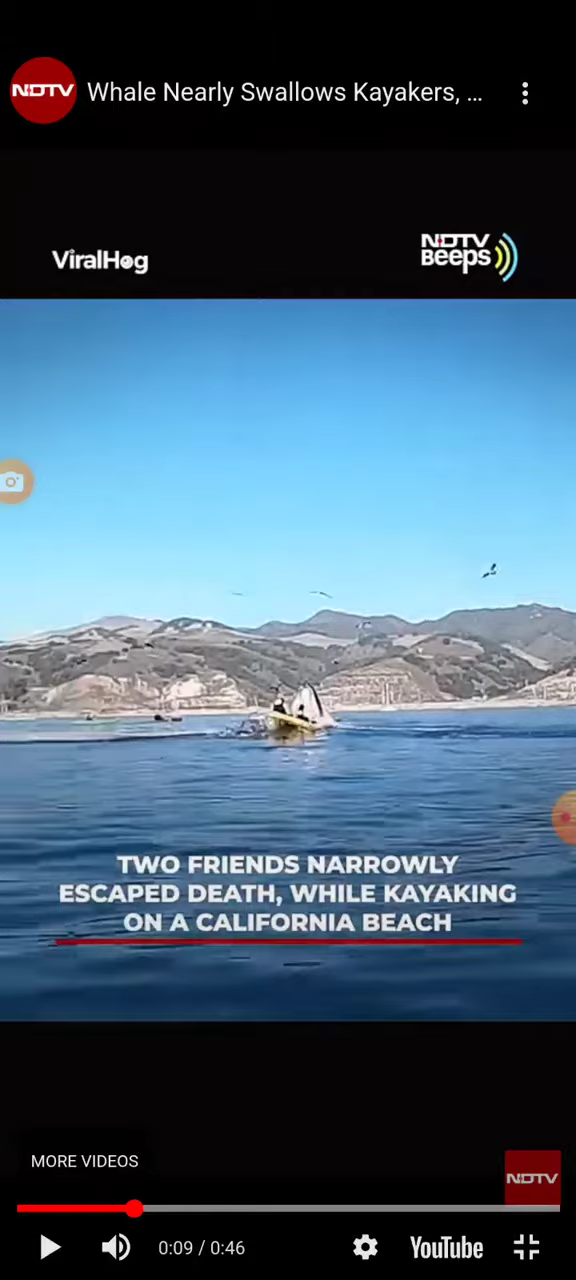 NDTV
Whale Nearly Swallows Kayakers, ...
ViralHog
NDTV
Beeps
TWO FRIENDS NARROWLY
ESCAPED DEATH, WHILE KAYAKING
ON A CALIFORNIA BEACH
MORE VIDEOS
NDTV
0:09 / 0:46
YouTube